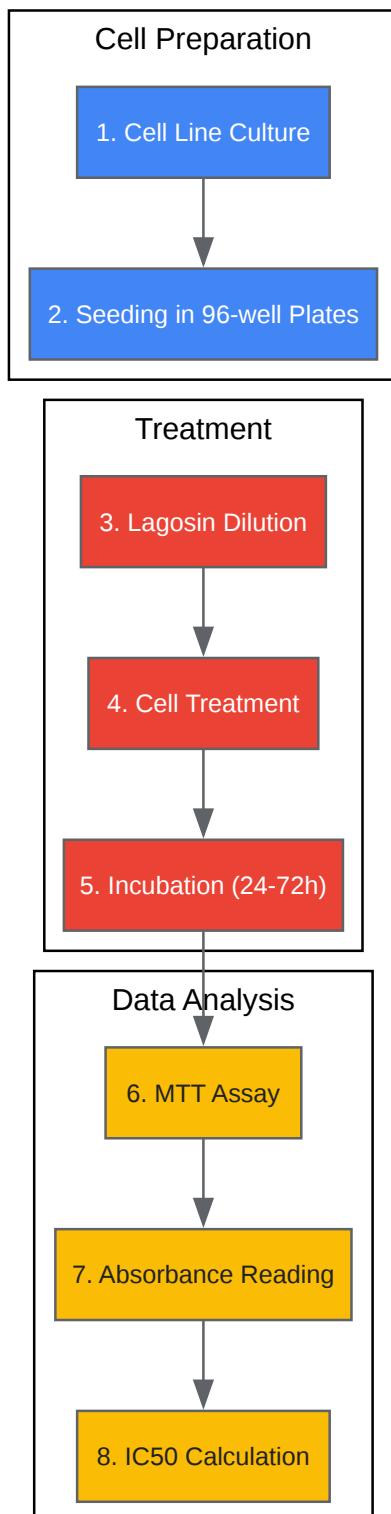 Cell Preparation
1. Cell Line Culture
2. Seeding in 96-well Plates
Treatment
3. Lagosin Dilution
4. Cell Treatment
5. Incubation (24-72h)
Data Analysis
6. MTT Assay
7. Absorbance Reading
8. IC50 Calculation